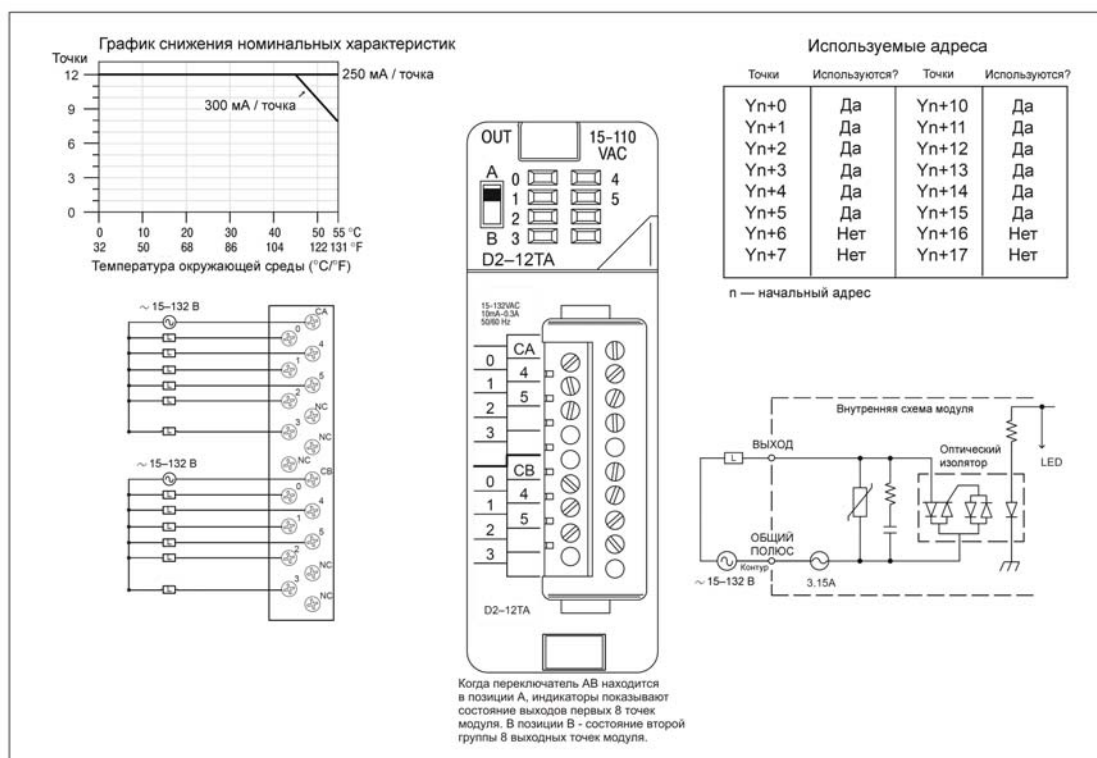 График снижения номинальных характеристик
Точки
12
9
6
3
0
250 мА / точка
300 мА / точка
0 10 20 30 40 50 55 °C
32 50 68 86 104 122 131 °F
Температура окружающей среды (°C/°F)
Используемые адреса
Точки Используются? Точки Используются?
Yn+0 Да Yn+10 Да
Yn+1 Да Yn+11 Да
Yn+2 Да Yn+12 Да
Yn+3 Да Yn+13 Да
Yn+4 Да Yn+14 Да
Yn+5 Да Yn+15 Да
Yn+6 Нет Yn+16 Нет
Yn+7 Нет Yn+17 Нет
n — начальный адрес
OUT 15–110
VAC
A
0 4
1 5
2
B 3
D2–12TA
15-132VAC
10mA–0.3A
50/60 Hz
CA
0
4
1
5
2
3
CB
0
4
1
5
2
3
D2–12TA
~ 15–132 В
CA
0
L
4
L
1
L
5
L
2
L
NC
3
L
NC
NC
~ 15–132 В
CB
0
L
4
L
1
L
5
L
2
L
NC
3
L
NC
Внутренняя схема модуля
ВЫХОД
L
Оптический
изолятор
LED
ОБЩИЙ
ПОЛЮС
Контур
~ 15–132 В
3.15A
Когда переключатель AB находится
в позиции A, индикаторы показывают
состояние выходов первых 8 точек
модуля. В позиции B - состояние второй
группы 8 выходных точек модуля.